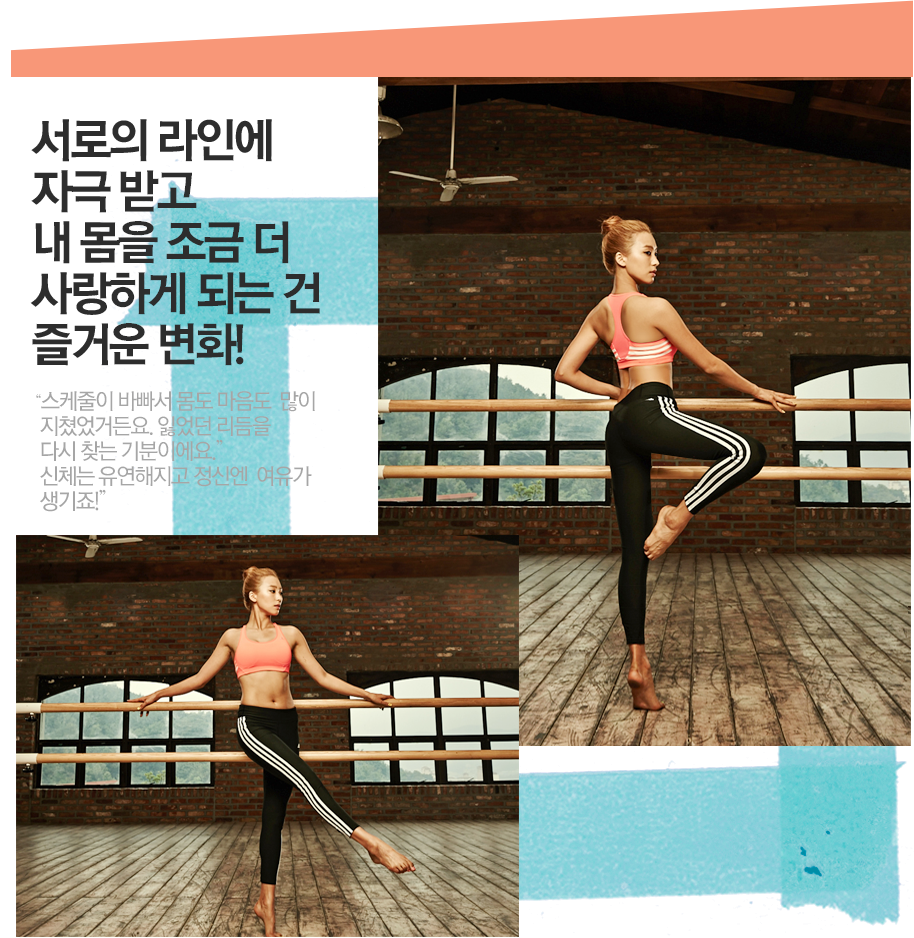 서로의 라인에
자극 받고
내 몸을 조금 더
사랑하게 되는 건
즐거운 변화!
“스케줄이 바빠서 몸도 마음도 많이
지쳤었거든요. 잃었던 리듬을
다시 찾는 기분이에요.”
신체는 유연해지고 정신엔 여유가
생기죠!”